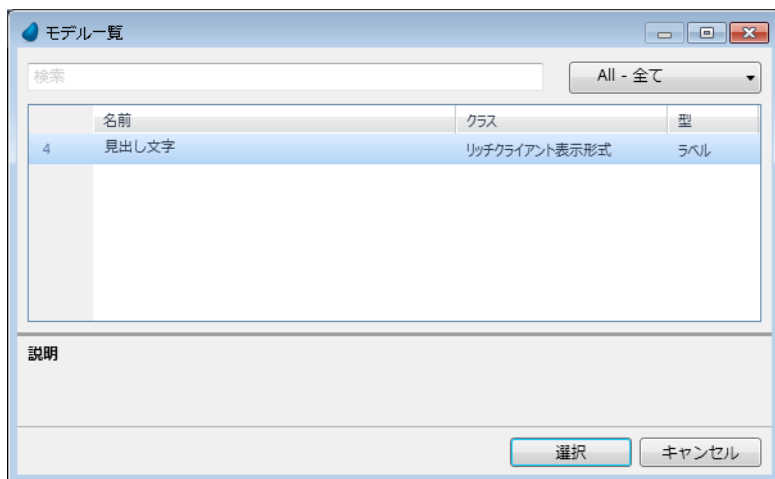 モデル一覧
検索
All - 全て
名前 クラス 型
4 見出し文字 リッチクライアント表示形式 ラベル
説明
選択 キャンセル